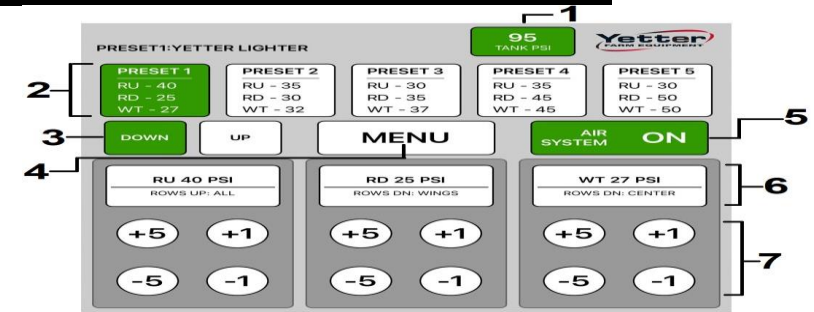 1
95
TANK PSI
Yetter
FARM EQUIPMENT
PRESET1:YETTER LIGHTER
2
PRESET 1
RU - 40
RD - 25
WT - 27
PRESET 2
RU - 35
RD - 30
WT - 32
PRESET 3
RU - 30
RD - 35
WT - 37
PRESET 4
RU - 35
RD - 45
WT - 45
PRESET 5
RU - 30
RD - 50
WT - 50
3
DOWN
UP
MENU
AIR
SYSTEM
ON
5
4
RU 40 PSI
ROWS UP: ALL
RD 25 PSI
ROWS DN: WINGS
WT 27 PSI
ROWS DN: CENTER
6
+5 +1
-5 -1
+5 +1
-5 -1
+5 +1
-5 -1
7